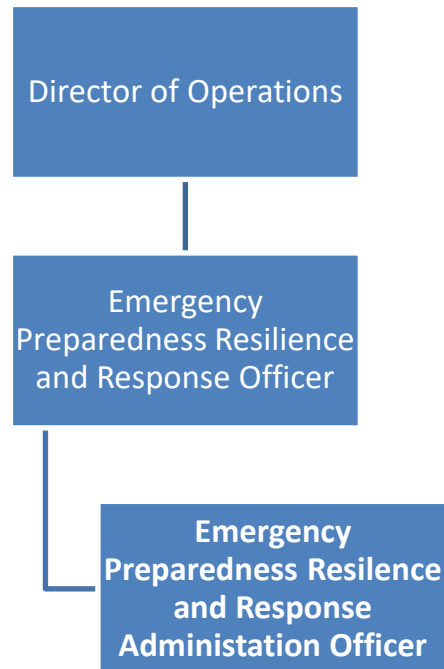 Director of Operations
Emergency
Preparedness Resilience
and Response Officer
Emergency
Preparedness Resilence
and Response
Administation Officer